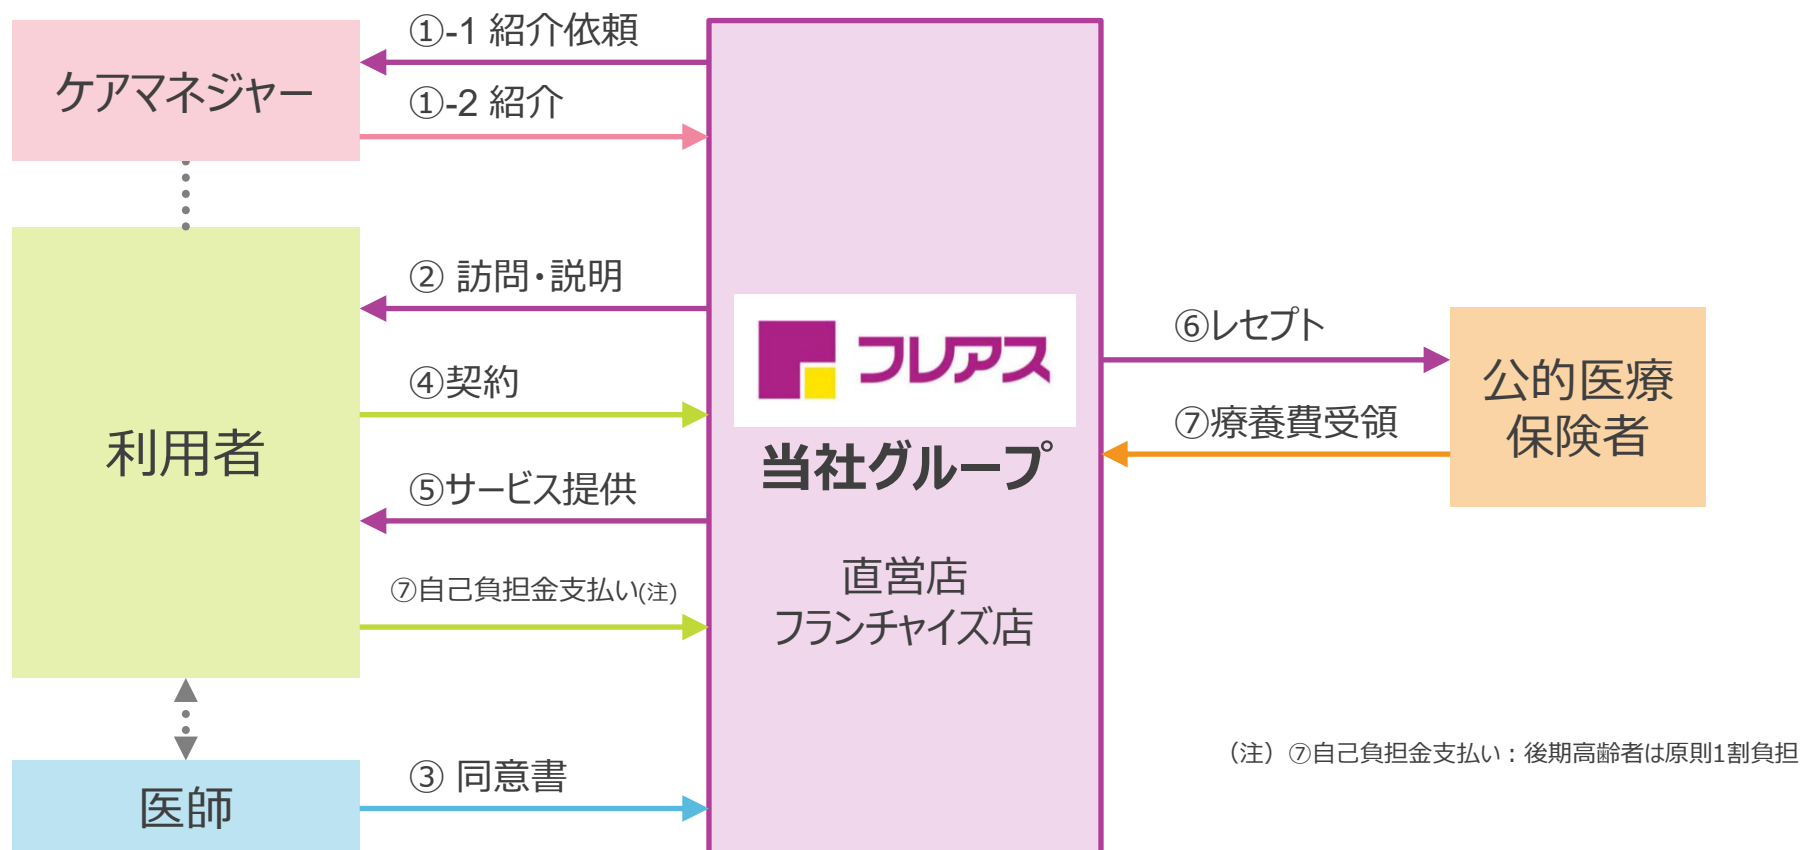 ケアマネジャー
①-1 紹介依頼
①-2 紹介
利用者
② 訪問・説明
④契約
⑤サービス提供
⑦自己負担金支払い(注)
医師
③ 同意書
フレアス
当社グループ
直営店
フランチャイズ店
⑥レセプト
⑦療養費受領
公的医療
保険者
（注）⑦自己負担金支払い：後期高齢者は原則1割負担